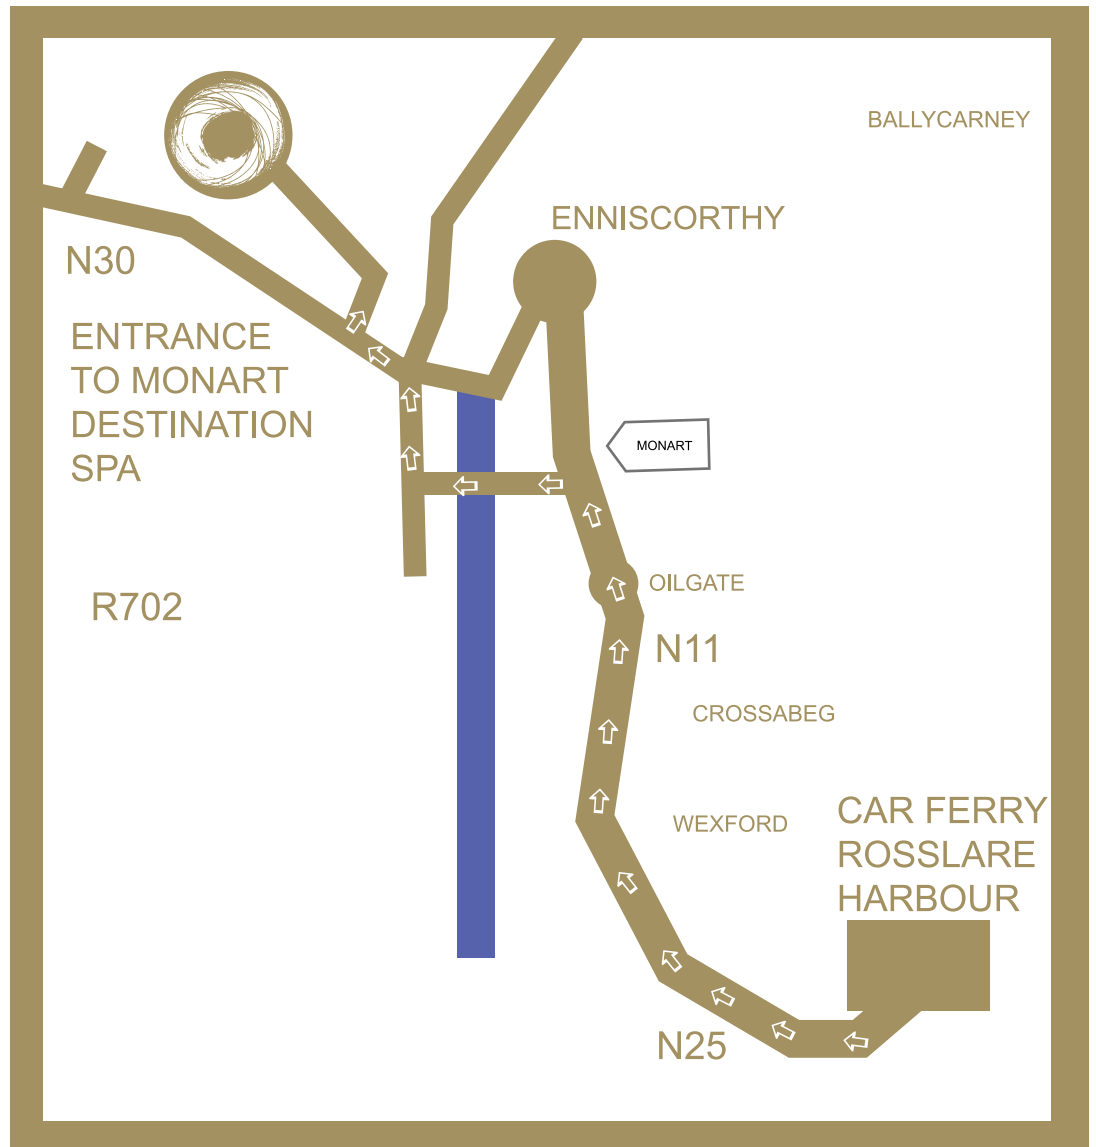 BALLYCARNEY
ENNISCORTHY
N30
ENTRANCE
TO MONART
DESTINATION
SPA
MONART
OILGATE
R702
N11
CROSSABEG
WEXFORD
CAR FERRY
ROSSLARE
HARBOUR
N25